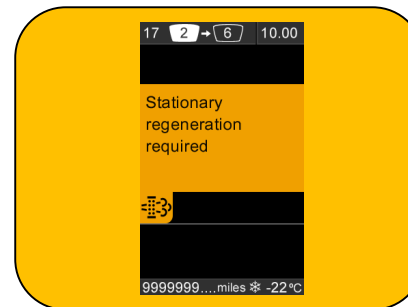 17 2→6 10.00
Stationary
regeneration
required
9999999....miles ❄ -22°C